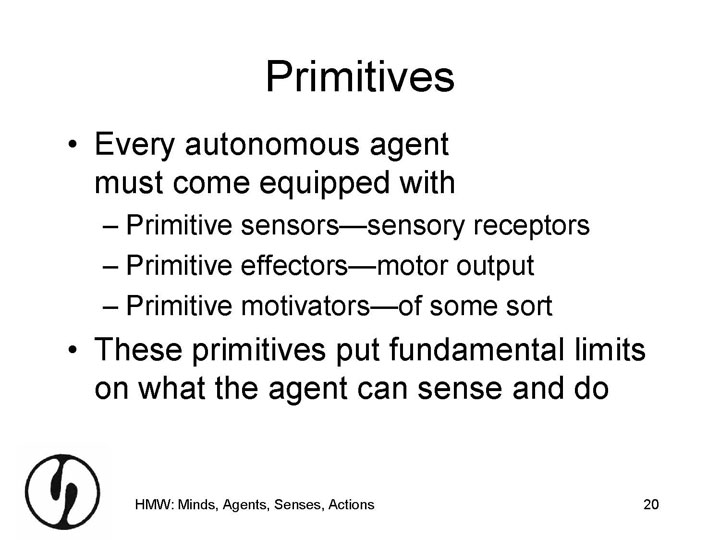 Primitives
• Every autonomous agent
must come equipped with
– Primitive sensors—sensory receptors
– Primitive effectors—motor output
– Primitive motivators—of some sort
• These primitives put fundamental limits
on what the agent can sense and do
HMW: Minds, Agents, Senses, Actions
20